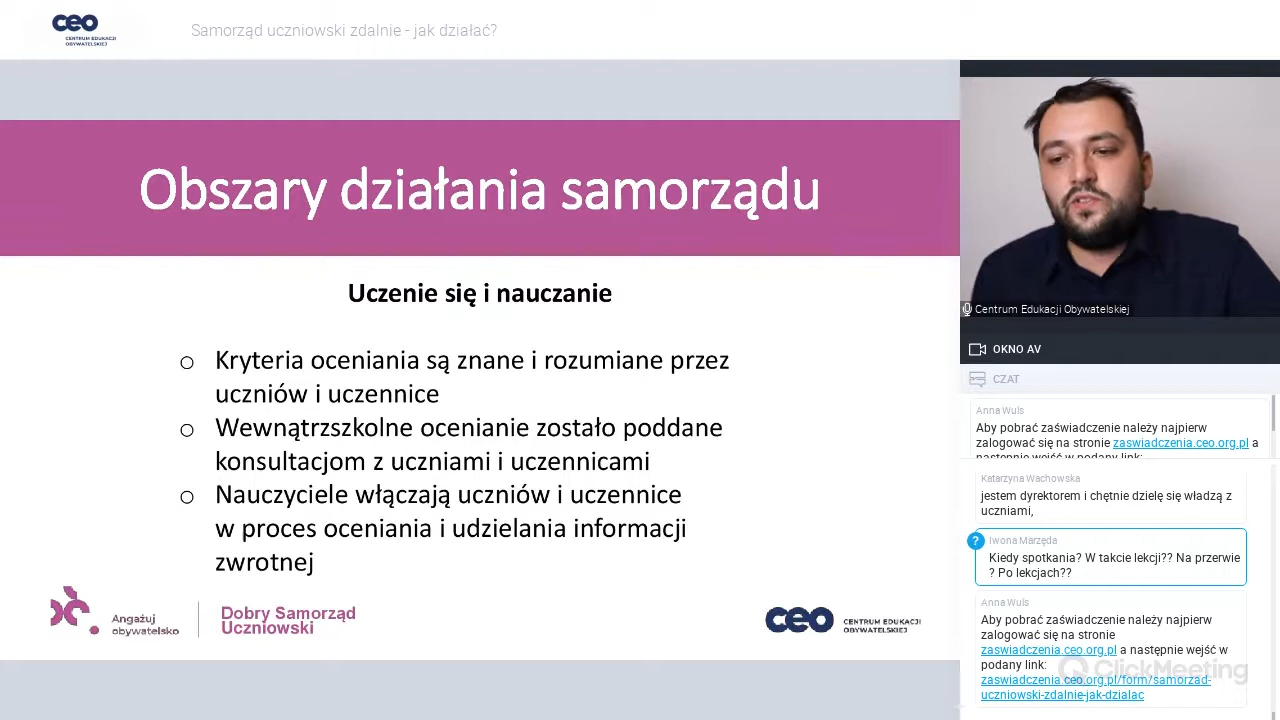 ceo
CENTRUM EDUKACJI
OBYWATELSKIEJ
Samorząd uczniowski zdalnie - jak działać?
Obszary działania samorządu
Uczenie się i nauczanie
o Kryteria oceniania są znane i rozumiane przez
uczniów i uczennice
o Wewnątrzszkolne ocenianie zostało poddane
konsultacjom z uczniami i uczennicami
o Nauczyciele włączają uczniów i uczennice
w proces oceniania i udzielania informacji
zwrotnej
Angażuj
obywatelsko
Dobry Samorząd
Uczniowski
ceo
CENTRUM EDUKACJI
OBYWATELSKIEJ
Centrum Edukacji Obywatelskiej
OKNO AV
CZAT
Anna Wuls
Aby pobrać zaświadczenie należy najpierw
zalogować się na stronie zaswiadczenia.ceo.org.pl a
następnie wejść w podany link:
Katarzyna Wachowska
jestem dyrektorem i chętnie dzielę się władzą z
uczniami,
?
Iwona Marzęda
Kiedy spotkania? W takcie lekcji?? Na przerwie
? Po lekcjach??
Anna Wuls
Aby pobrać zaświadczenie należy najpierw
zalogować się na stronie
zaswiadczenia.ceo.org.pl a następnie wejść w
podany link:
zaswiadczenia.ceo.org.pl/form/samorzad-
uczniowski-zdalnie-jak-dzialac
ClickMeeting